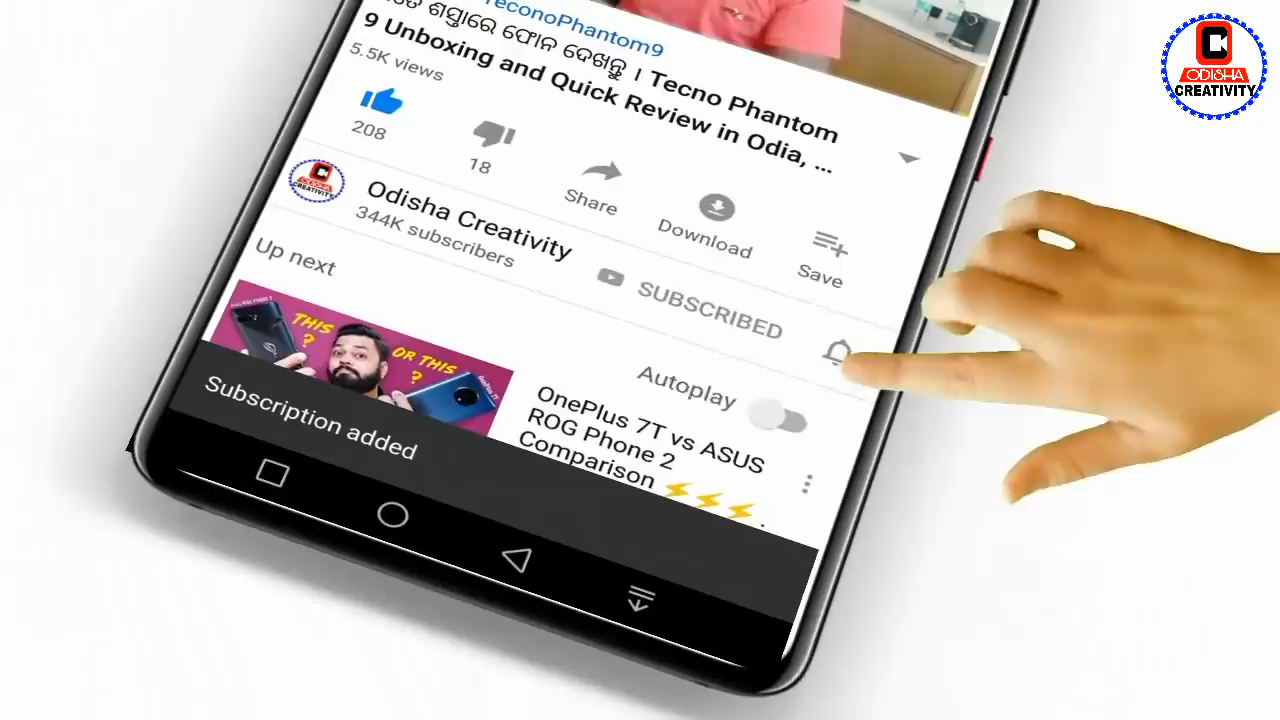 TeconoPhantom9
ଶସ୍ତାରେ ଫୋନ ଦେଖନ୍ତୁ । Tecno Phantom
9 Unboxing and Quick Review in Odia, ...
5.5K views
208
18
Share
Download
Save
ODISHA
CREATIVITY
Odisha Creativity
344K subscribers
SUBSCRIBED
Up next
Autoplay
THIS
?
OR THIS
?
OnePlus 7T vs ASUS
ROG Phone 2
Comparison ⚡⚡⚡.
Subscription added
ODISHA
CREATIVITY